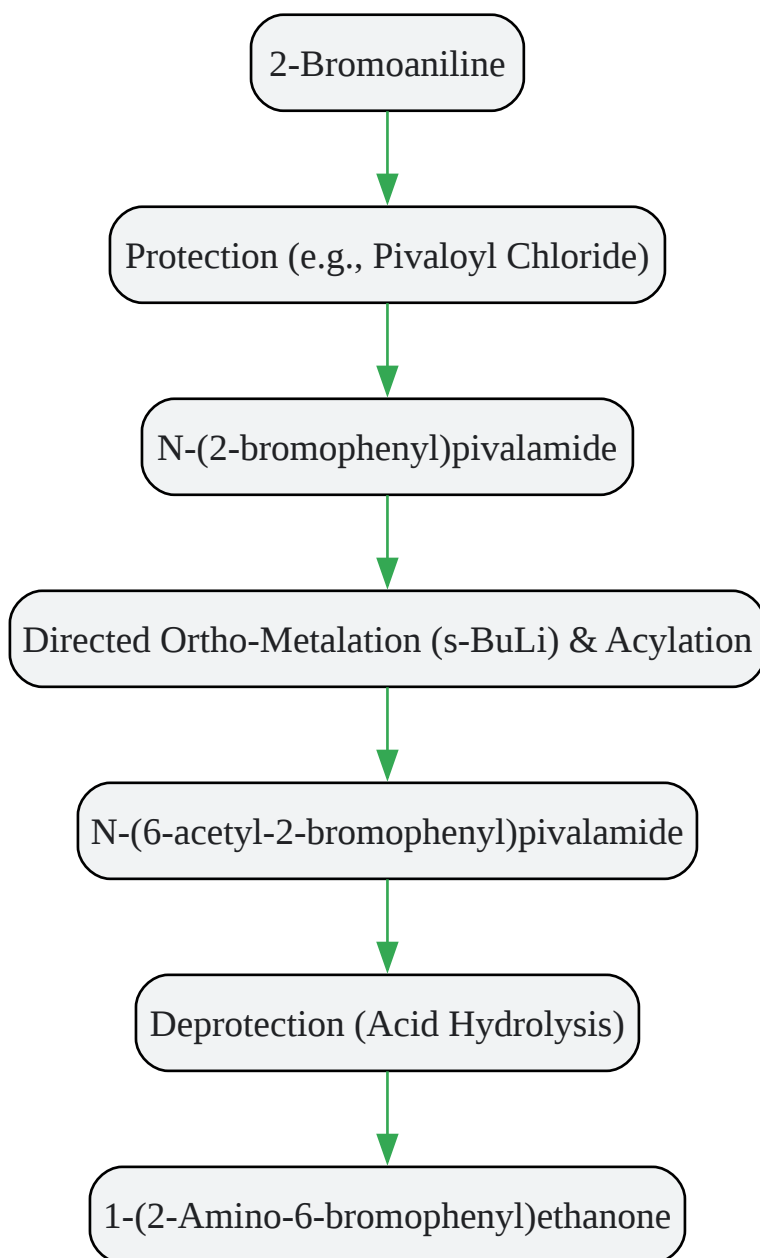 2-Bromoaniline
Protection (e.g., Pivaloyl Chloride)
N-(2-bromophenyl)pivalamide
Directed Ortho-Metalation (s-BuLi) & Acylation
N-(6-acetyl-2-bromophenyl)pivalamide
Deprotection (Acid Hydrolysis)
1-(2-Amino-6-bromophenyl)ethanone